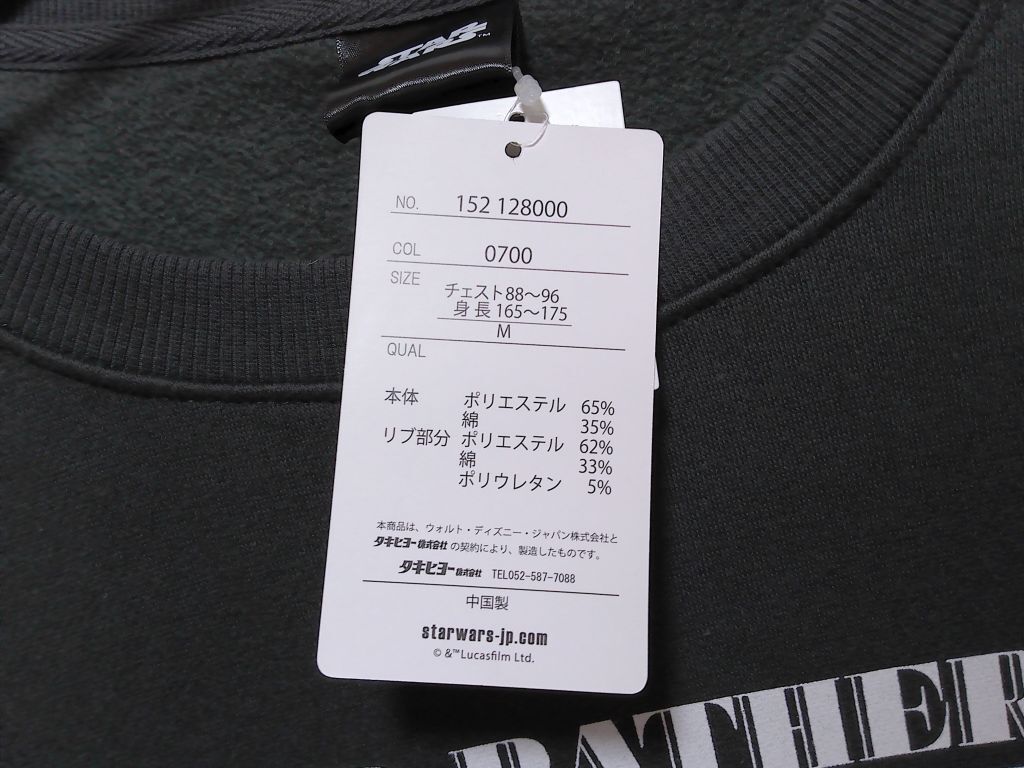 STAR
WARS™
NO. 152 128000
COL 0700
SIZE チェスト88～96
身長165～175
M
QUAL
本体 ポリエステル 65%
綿 35%
リブ部分 ポリエステル 62%
綿 33%
ポリウレタン 5%
本商品は、ウォルト・ディズニー・ジャパン株式会社と
タキヒヨー株式会社の契約により、製造したものです。
タキヒヨー株式会社 TEL052-587-7088
中国製
starwars-jp.com
© &™Lucasfilm Ltd.